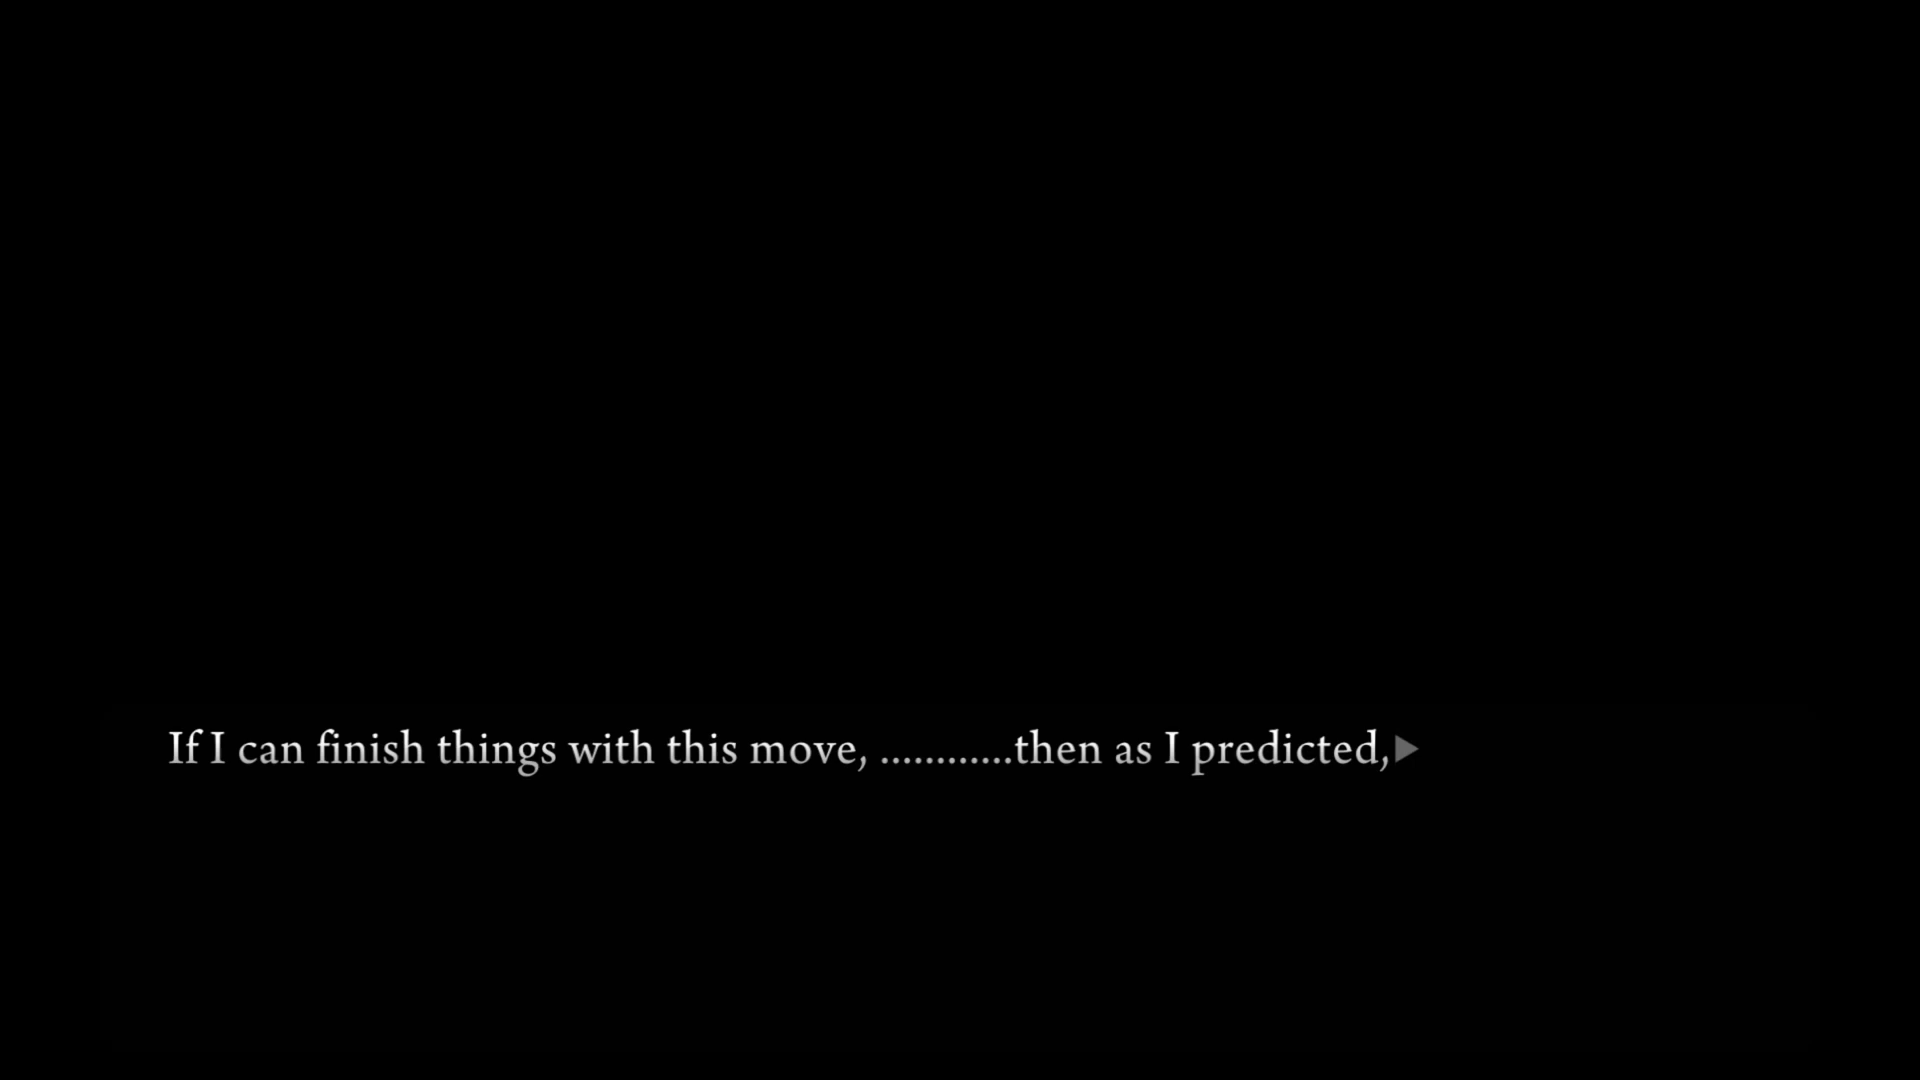 If I can finish things with this move, ............then as I predicted,